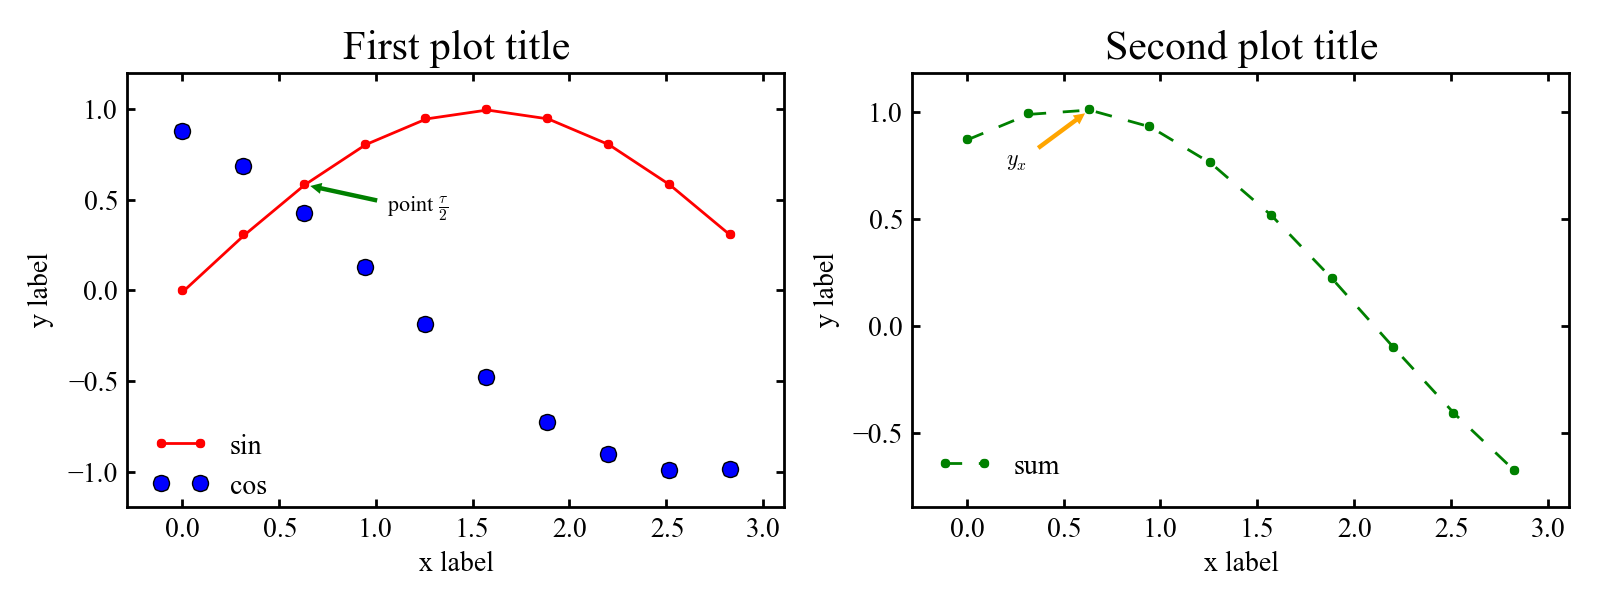 First plot title
1.0
0.5
0.0
−0.5
−1.0
y label
point τ/2
sin
cos
0.0 0.5 1.0 1.5 2.0 2.5 3.0
x label
Second plot title
1.0
0.5
0.0
−0.5
y label
yₓ
sum
0.0 0.5 1.0 1.5 2.0 2.5 3.0
x label